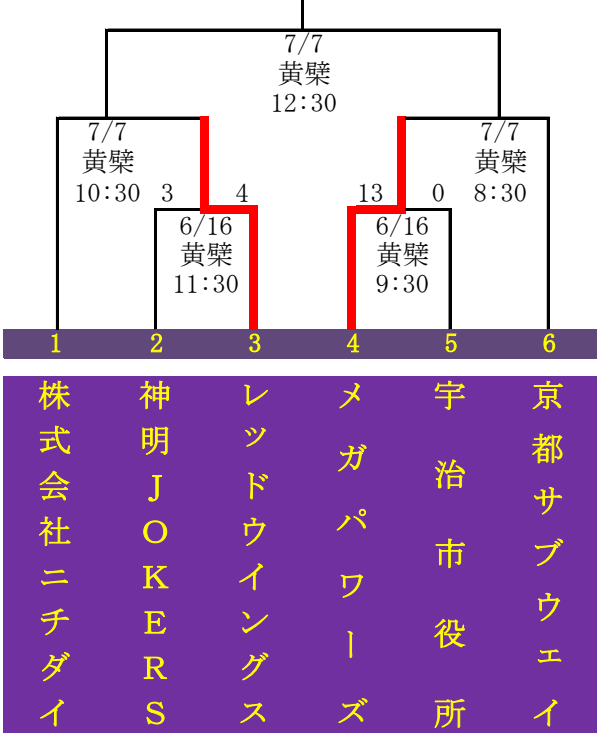 7/7
黄檗
12:30
7/7
黄檗
10:30
7/7
黄檗
8:30
3
4
13
0
6/16
黄檗
11:30
6/16
黄檗
9:30
1
2
3
4
5
6
株式会社ニチダイ
神明JOKERS
レッドウイングス
メガパワーズ
宇治市役所
京都サブウェイ